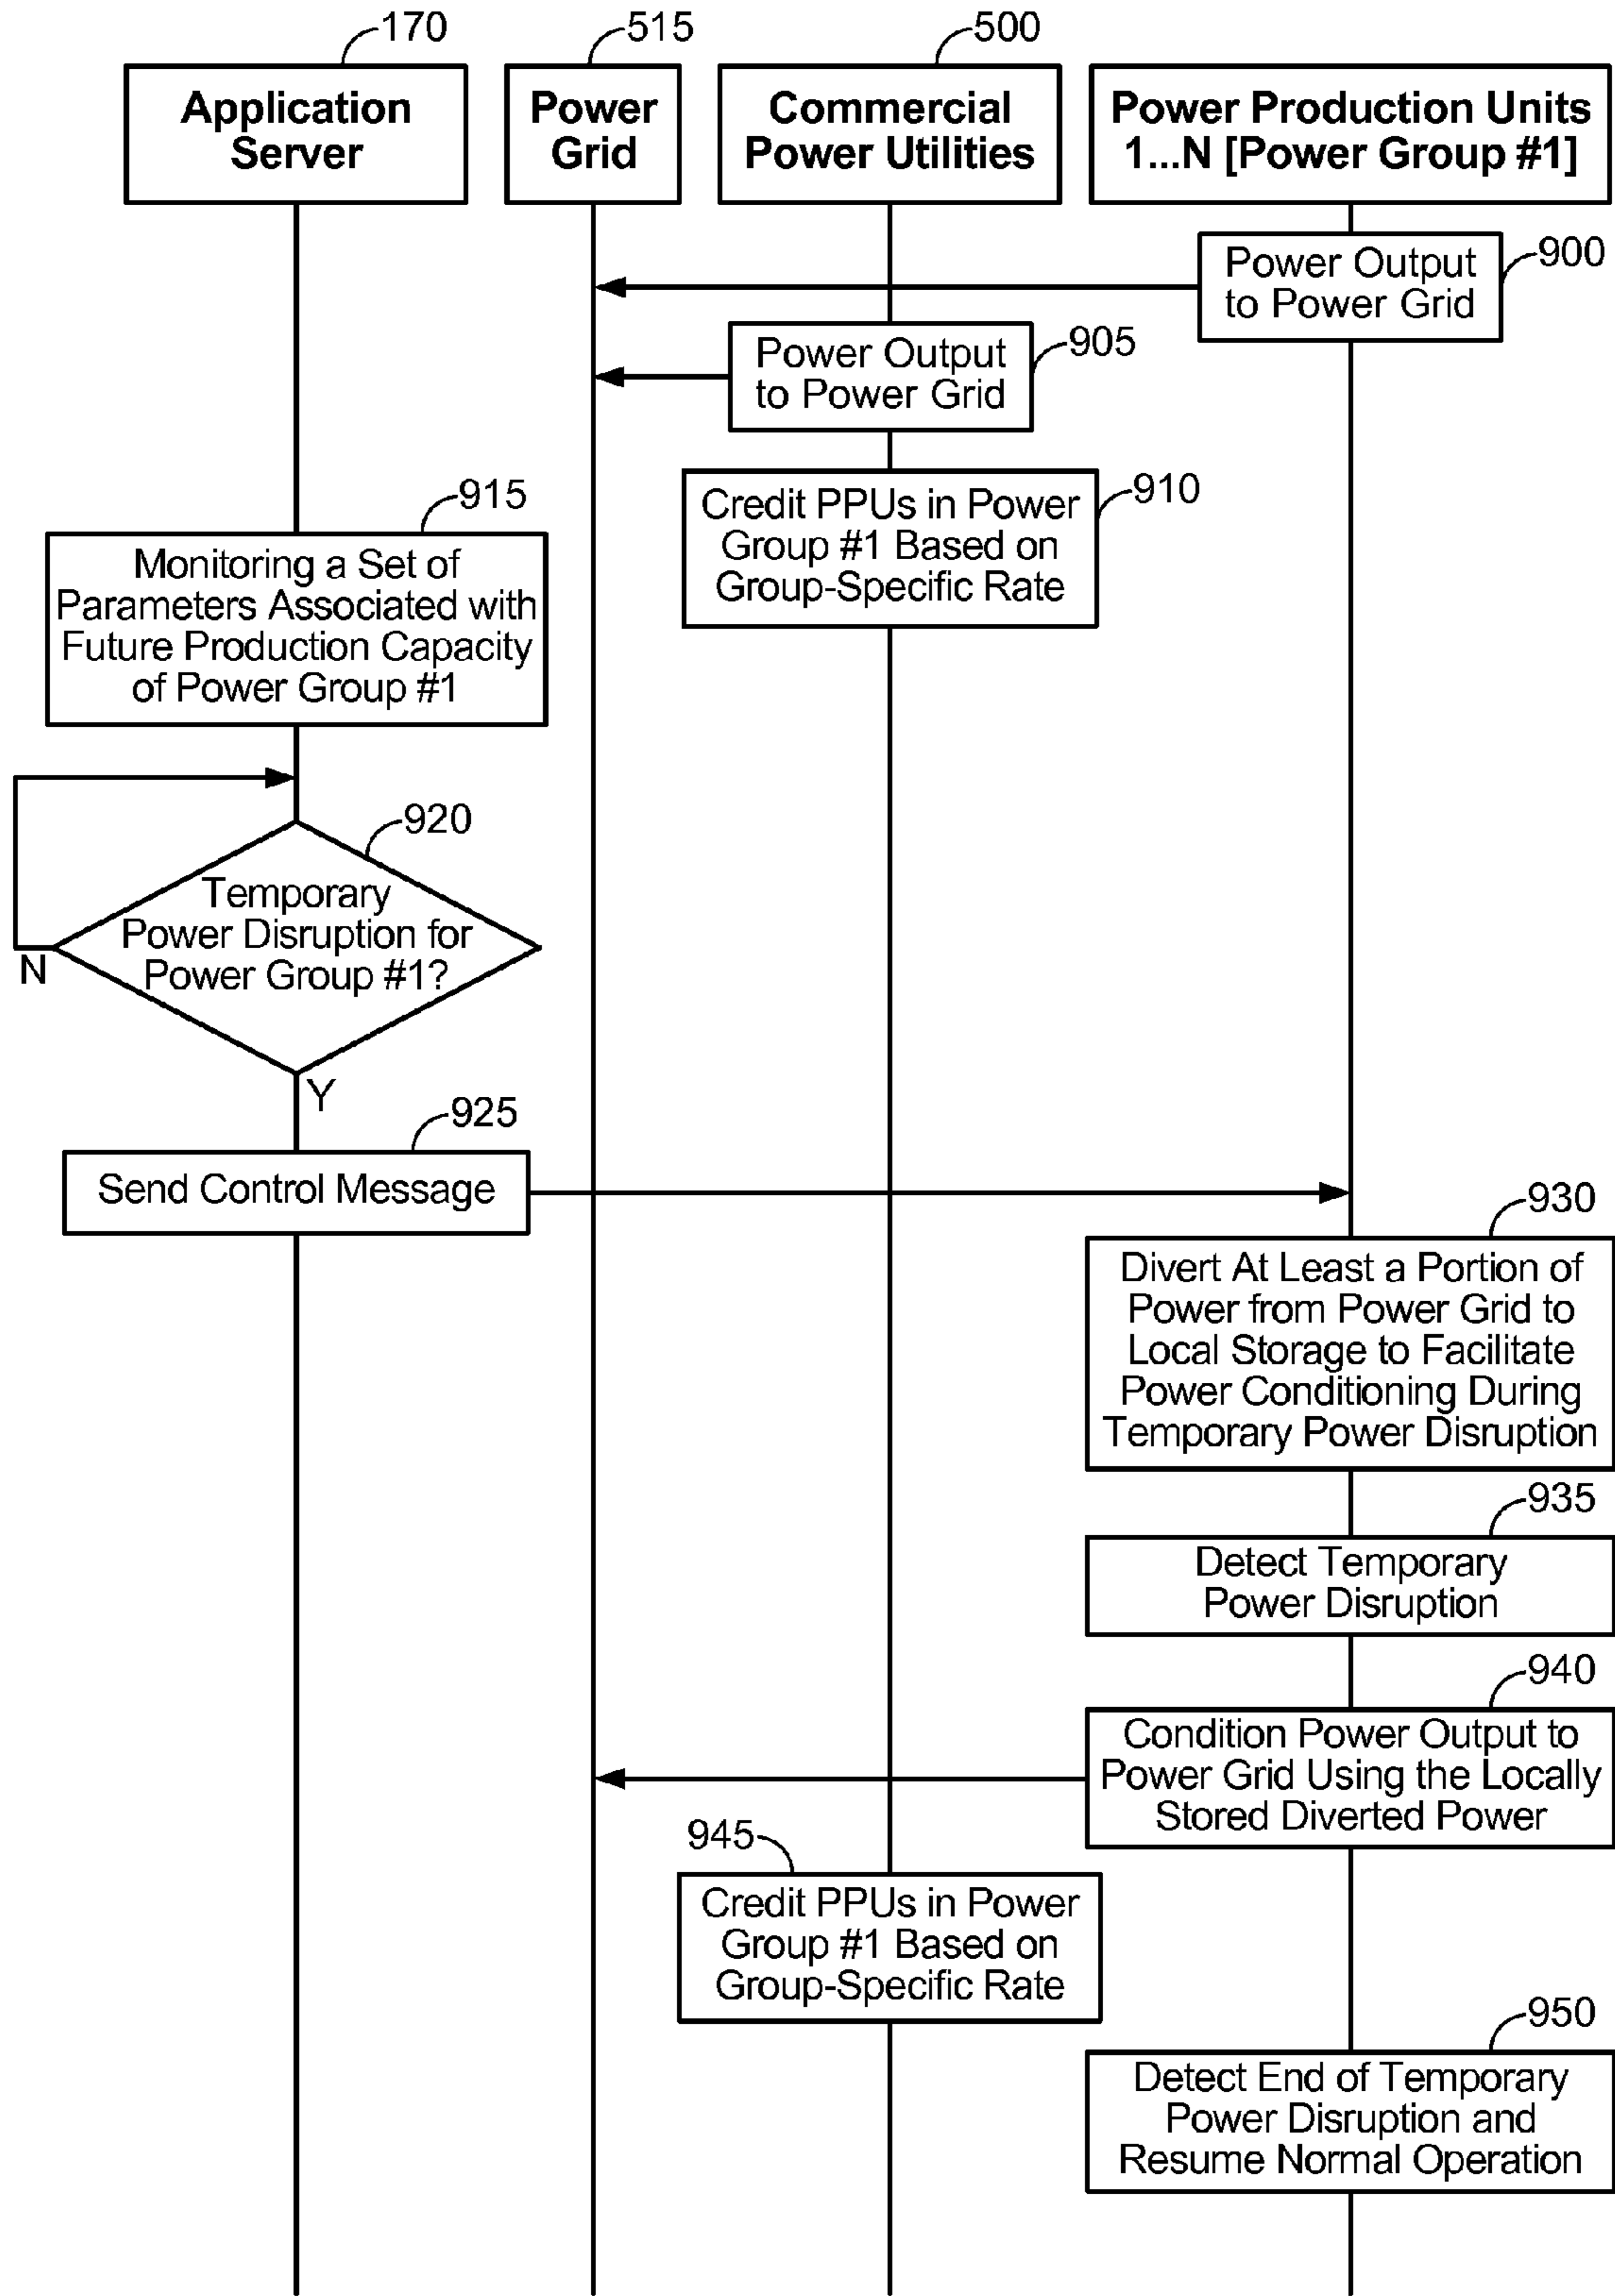 170
515
500
Application
Server
Power
Grid
Commercial
Power Utilities
Power Production Units
1...N [Power Group #1]
900
Power Output
to Power Grid
905
Power Output
to Power Grid
910
Credit PPUs in Power
Group #1 Based on
Group-Specific Rate
915
Monitoring a Set of
Parameters Associated with
Future Production Capacity
of Power Group #1
920
Temporary
Power Disruption for
Power Group #1?
N
Y
925
Send Control Message
930
Divert At Least a Portion of
Power from Power Grid to
Local Storage to Facilitate
Power Conditioning During
Temporary Power Disruption
935
Detect Temporary
Power Disruption
940
Condition Power Output to
Power Grid Using the Locally
Stored Diverted Power
945
Credit PPUs in Power
Group #1 Based on
Group-Specific Rate
950
Detect End of Temporary
Power Disruption and
Resume Normal Operation